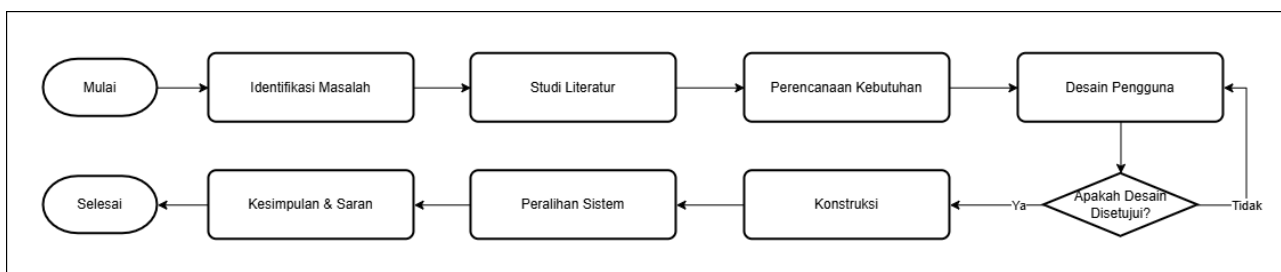 Mulai
Identifikasi Masalah
Studi Literatur
Perencanaan Kebutuhan
Desain Pengguna
Apakah Desain
Disetujui?
Tidak
Ya
Konstruksi
Peralihan Sistem
Kesimpulan & Saran
Selesai